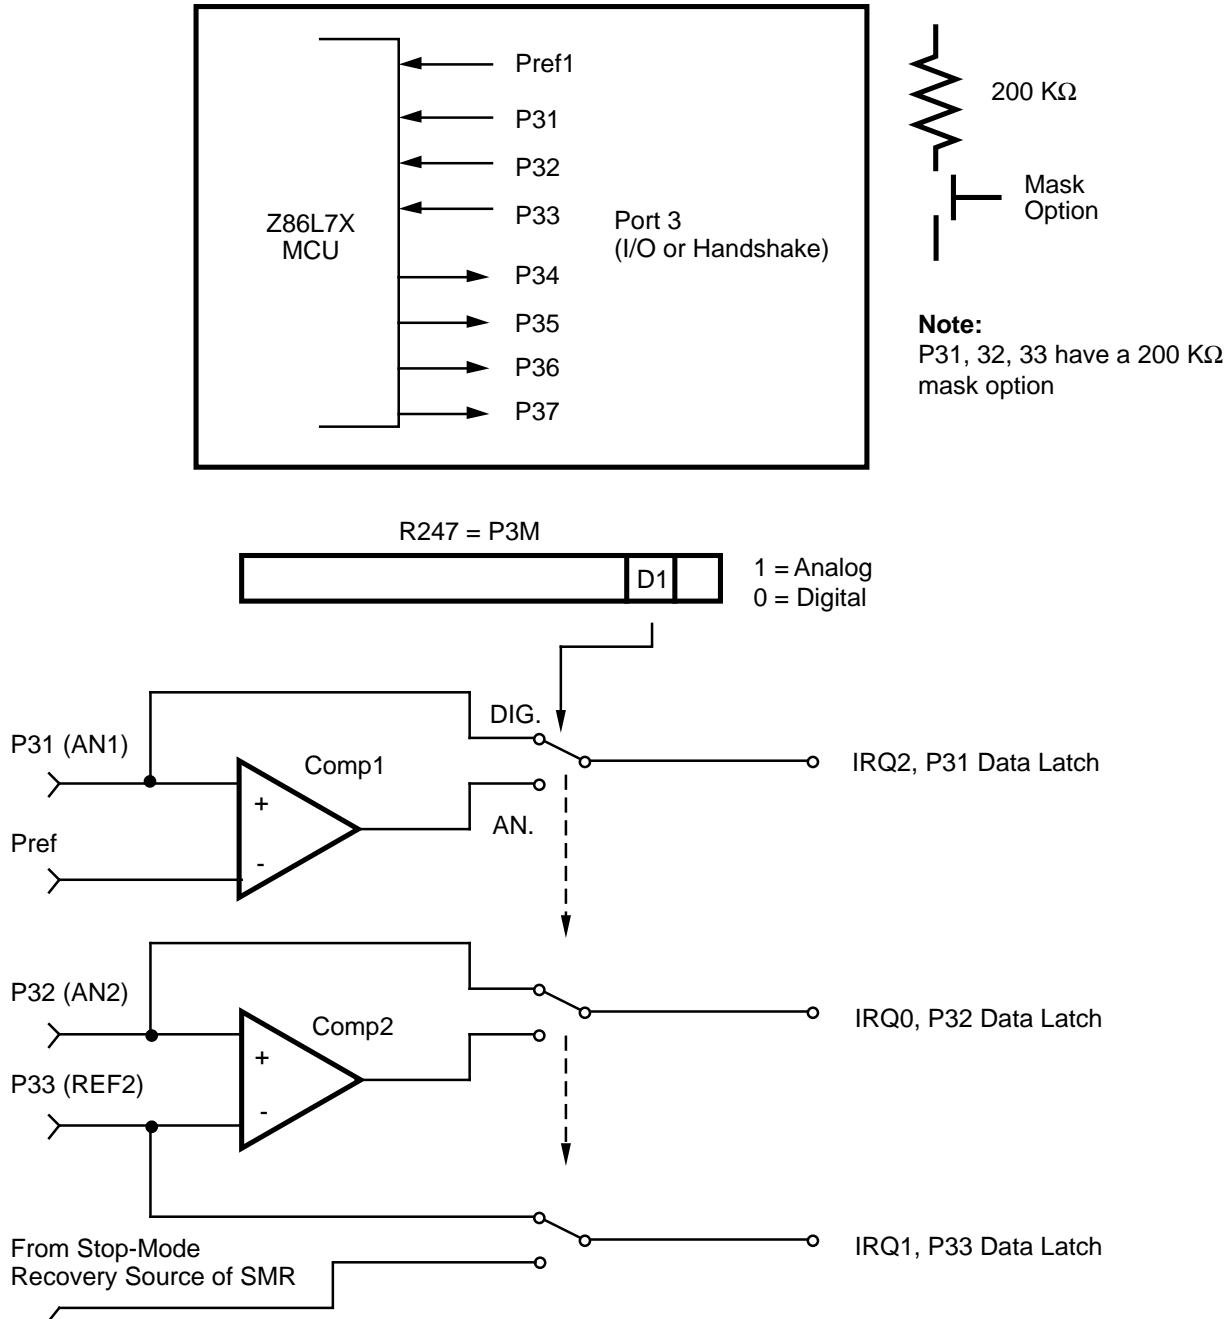 Pref1
P31
P32
P33
P34
P35
P36
P37
Z86L7X
MCU
Port 3
(I/O or Handshake)
200 KΩ
Mask
Option
Note:
P31, 32, 33 have a 200 KΩ
mask option
R247 = P3M
D1
1 = Analog
0 = Digital
DIG.
P31 (AN1)
Comp1
IRQ2, P31 Data Latch
+
AN.
Pref
-
P32 (AN2)
Comp2
IRQ0, P32 Data Latch
+
P33 (REF2)
-
From Stop-Mode
Recovery Source of SMR
IRQ1, P33 Data Latch